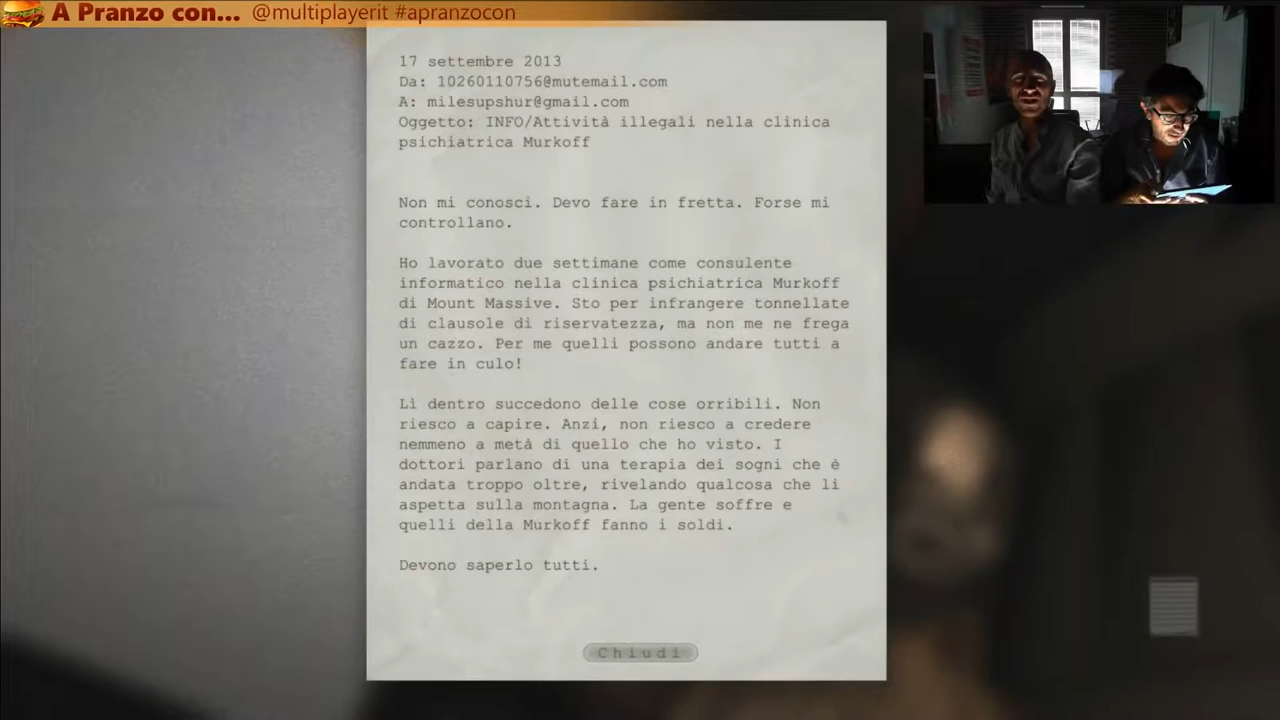 A Pranzo con... @multiplayerit #apranzocon
17 settembre 2013
Da: 10260110756@mutemail.com
A: milesupshur@gmail.com
Oggetto: INFO/Attività illegali nella clinica
psichiatrica Murkoff
Non mi conosci. Devo fare in fretta. Forse mi
controllano.
Ho lavorato due settimane come consulente
informatico nella clinica psichiatrica Murkoff
di Mount Massive. Sto per infrangere tonnellate
di clausole di riservatezza, ma non me ne frega
un cazzo. Per me quelli possono andare tutti a
fare in culo!
Lì dentro succedono delle cose orribili. Non
riesco a capire. Anzi, non riesco a credere
nemmeno a metà di quello che ho visto. I
dottori parlano di una terapia dei sogni che è
andata troppo oltre, rivelando qualcosa che li
aspetta sulla montagna. La gente soffre e
quelli della Murkoff fanno i soldi.
Devono saperlo tutti.
Chiudi